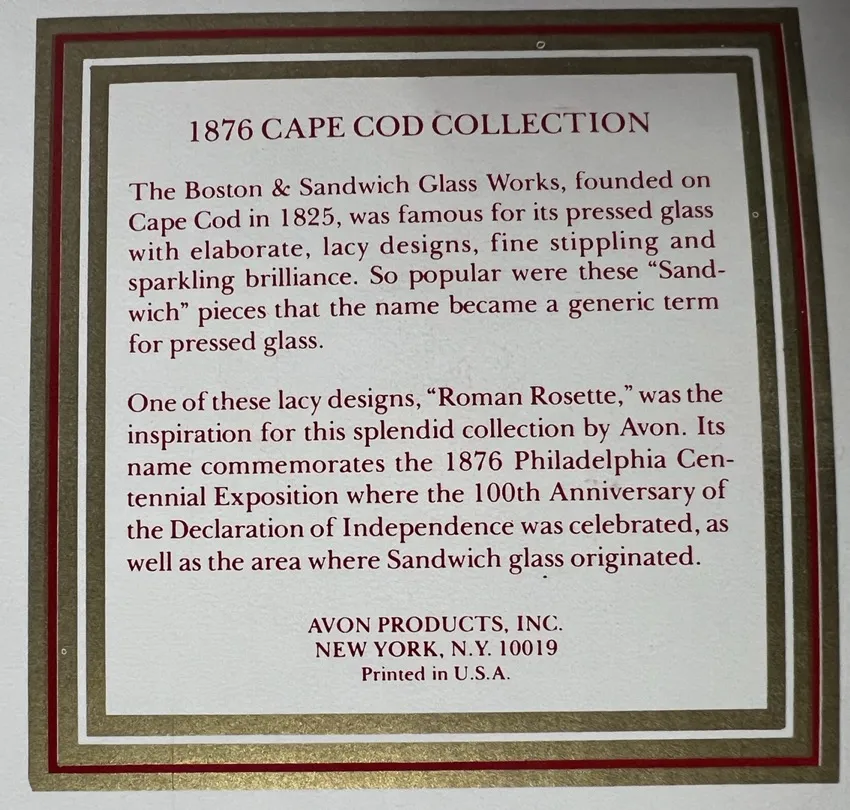 1876 CAPE COD COLLECTION
The Boston & Sandwich Glass Works, founded on
Cape Cod in 1825, was famous for its pressed glass
with elaborate, lacy designs, fine stippling and
sparkling brilliance. So popular were these “Sand-
wich” pieces that the name became a generic term
for pressed glass.
One of these lacy designs, “Roman Rosette,” was the
inspiration for this splendid collection by Avon. Its
name commemorates the 1876 Philadelphia Cen-
tennial Exposition where the 100th Anniversary of
the Declaration of Independence was celebrated, as
well as the area where Sandwich glass originated.
AVON PRODUCTS, INC.
NEW YORK, N.Y. 10019
Printed in U.S.A.